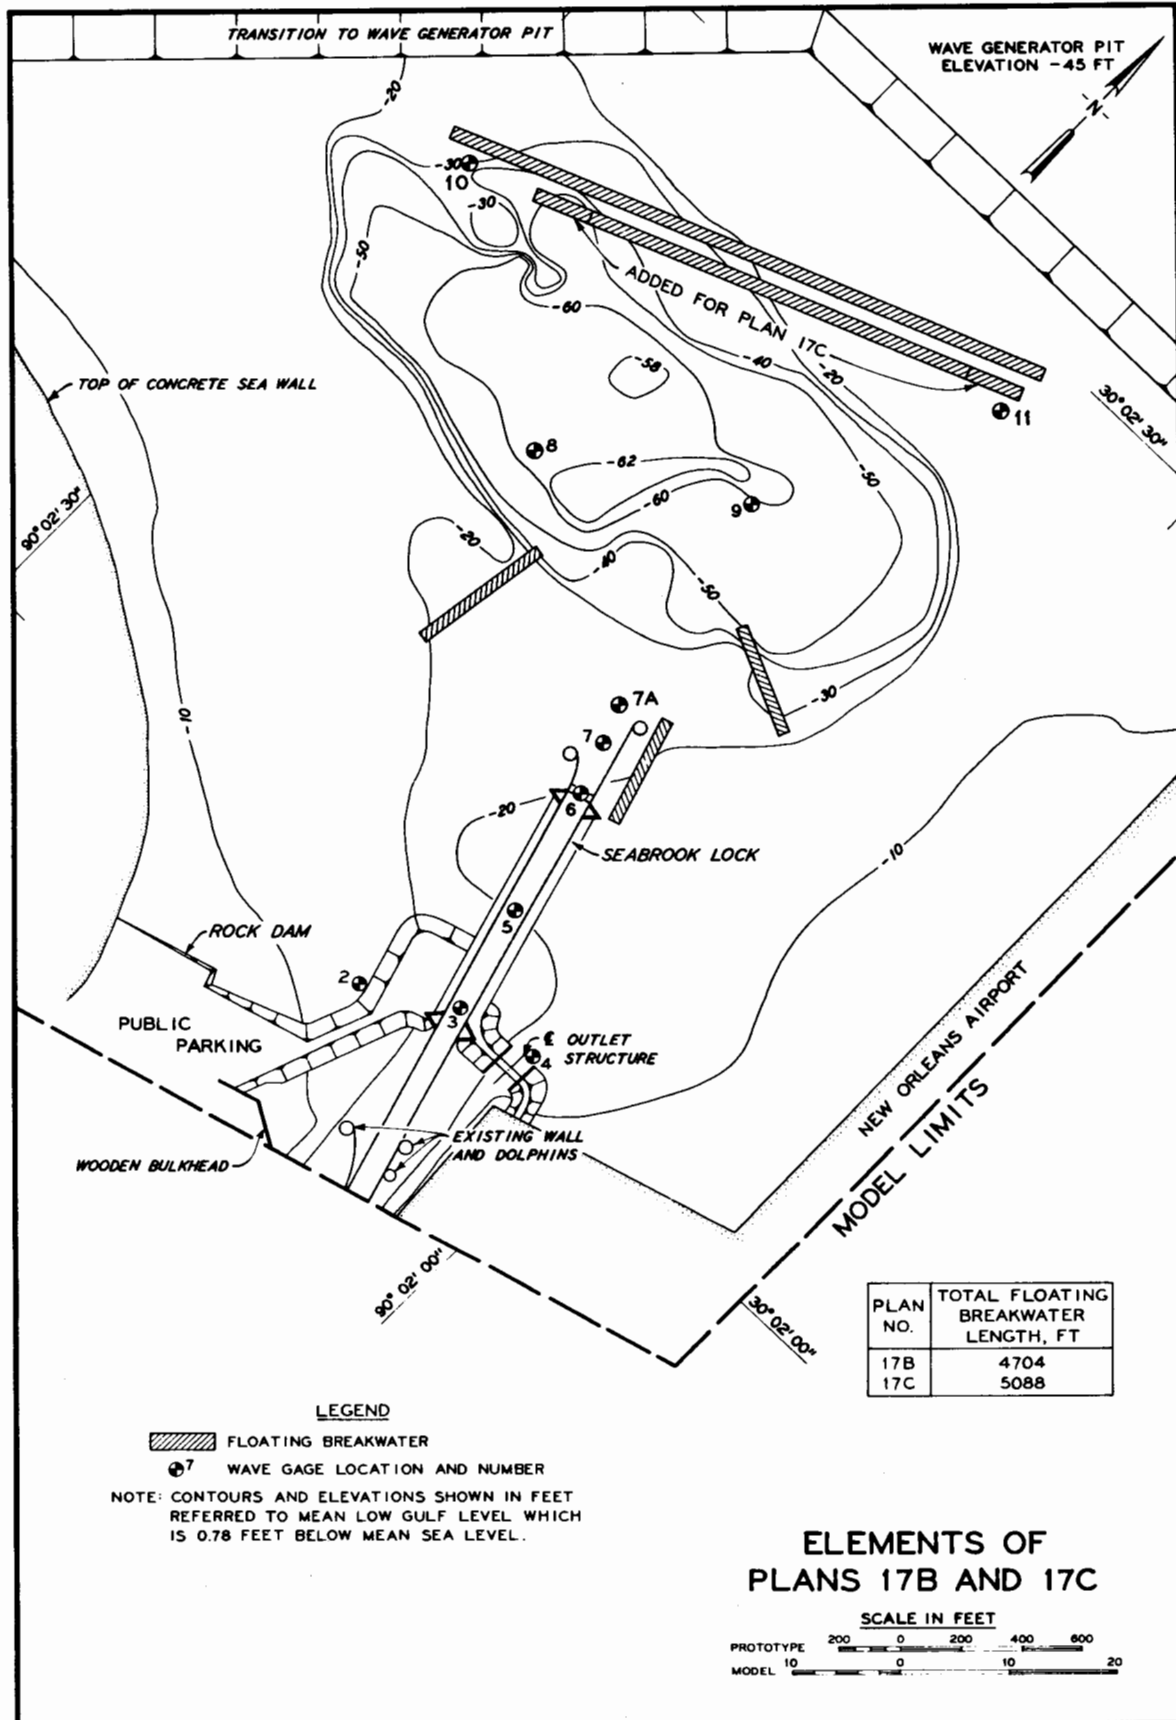 TRANSITION TO WAVE GENERATOR PIT
WAVE GENERATOR PIT
ELEVATION -45 FT
N
-20
-30
10
-30
-50
ADDED FOR PLAN 17C
-60
-58
-40
-20
11
30° 02' 30"
TOP OF CONCRETE SEA WALL
8
-62
-60
9
-50
90° 02' 30"
-20
-40
-50
-30
-10
7A
7
6
-20
SEABROOK LOCK
-10
5
ROCK DAM
2
3
PUBLIC
PARKING
℄ OUTLET
STRUCTURE
4
NEW ORLEANS AIRPORT
MODEL LIMITS
EXISTING WALL
AND DOLPHINS
WOODEN BULKHEAD
90° 02' 00"
30° 02' 00"
PLAN NO.
TOTAL FLOATING BREAKWATER LENGTH, FT
17B 4704
17C 5088
LEGEND
FLOATING BREAKWATER
7 WAVE GAGE LOCATION AND NUMBER
NOTE: CONTOURS AND ELEVATIONS SHOWN IN FEET
REFERRED TO MEAN LOW GULF LEVEL WHICH
IS 0.78 FEET BELOW MEAN SEA LEVEL.
ELEMENTS OF
PLANS 17B AND 17C
SCALE IN FEET
PROTOTYPE 200 0 200 400 600
MODEL 10 0 10 20